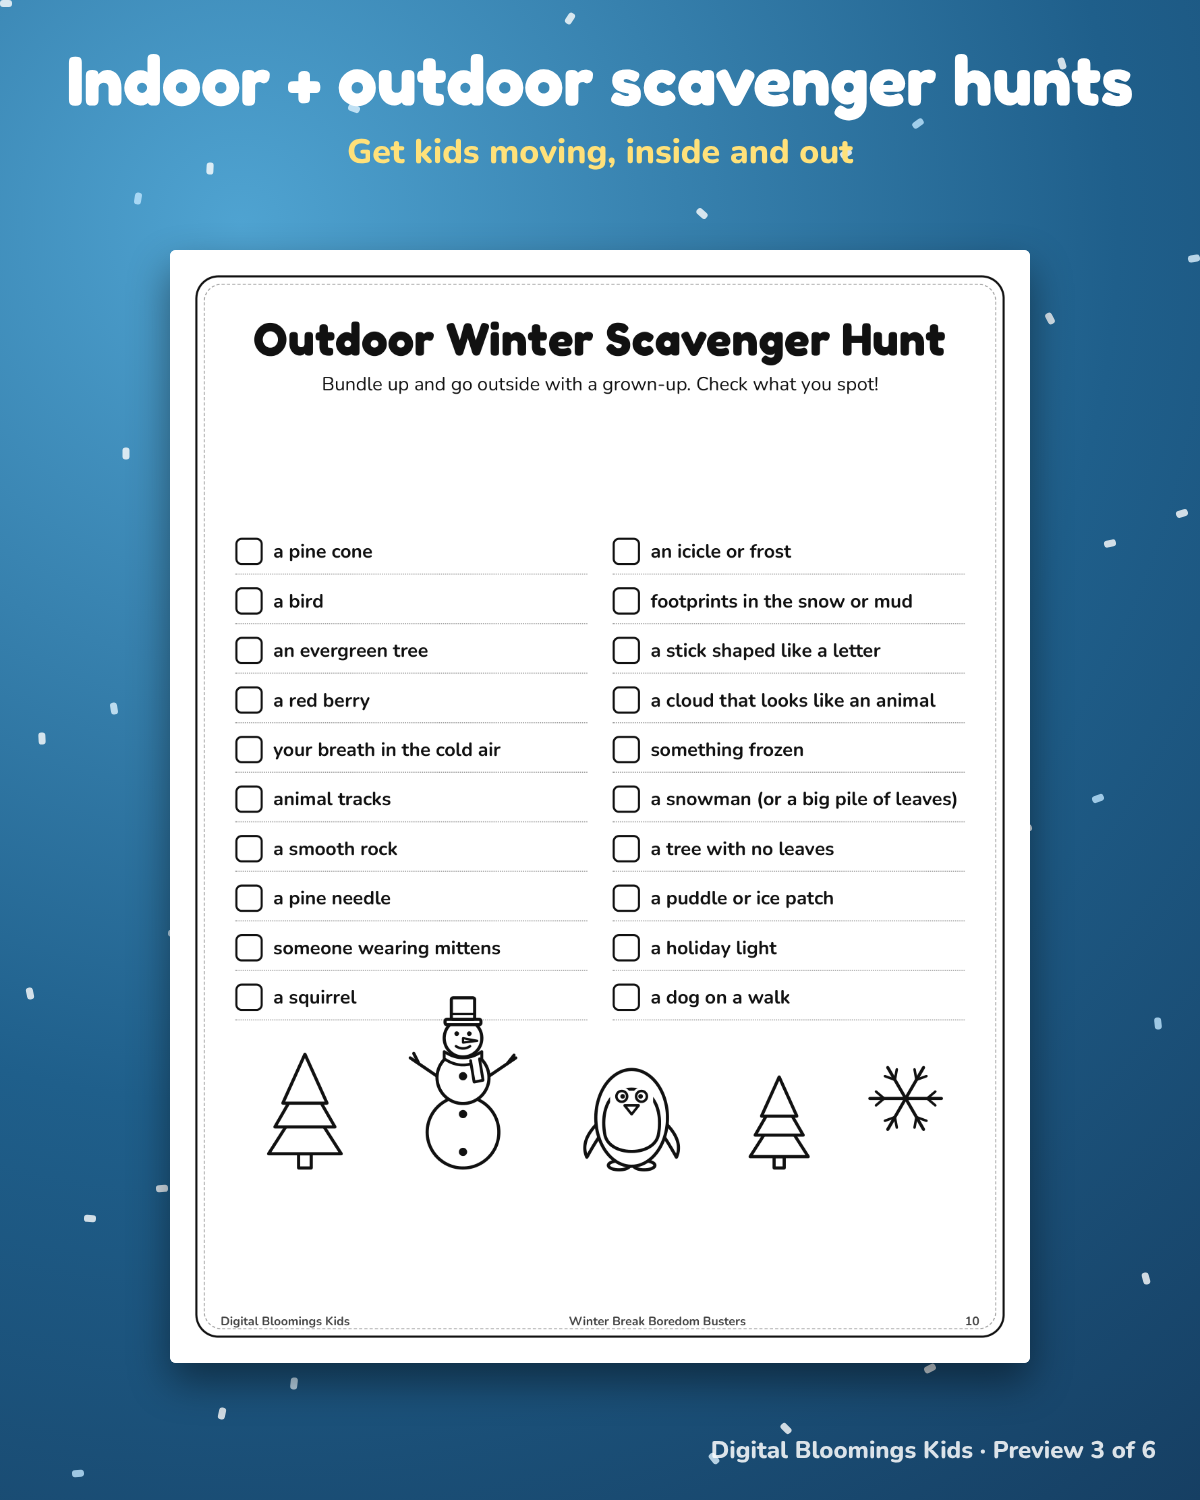 Indoor + outdoor scavenger hunts
Get kids moving, inside and out
Outdoor Winter Scavenger Hunt
Bundle up and go outside with a grown-up. Check what you spot!
a pine cone
a bird
an evergreen tree
a red berry
your breath in the cold air
animal tracks
a smooth rock
a pine needle
someone wearing mittens
a squirrel
an icicle or frost
footprints in the snow or mud
a stick shaped like a letter
a cloud that looks like an animal
something frozen
a snowman (or a big pile of leaves)
a tree with no leaves
a puddle or ice patch
a holiday light
a dog on a walk
Digital Bloomings Kids
Winter Break Boredom Busters
10
Digital Bloomings Kids · Preview 3 of 6